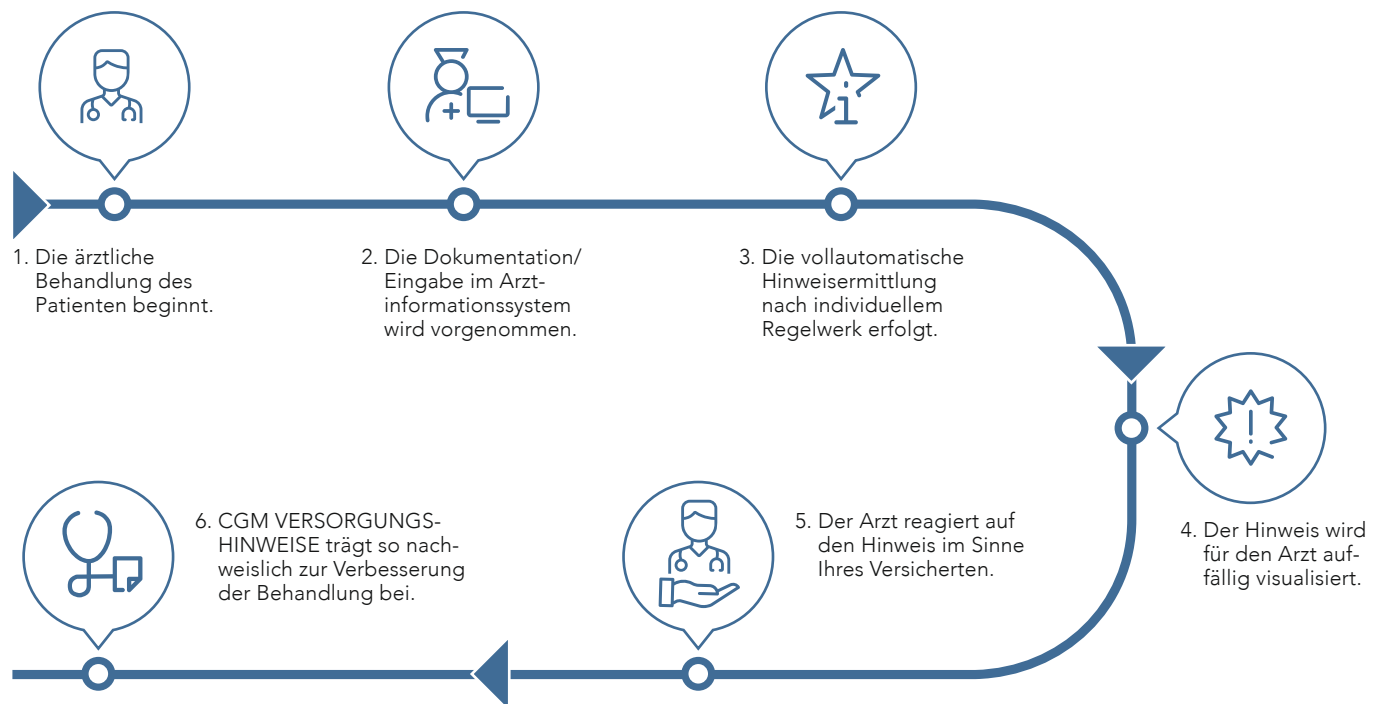 1. Die ärztliche
Behandlung des
Patienten beginnt.
2. Die Dokumentation/
Eingabe im Arzt-
informationssystem
wird vorgenommen.
3. Die vollautomatische
Hinweisermittlung
nach individuellem
Regelwerk erfolgt.
4. Der Hinweis wird
für den Arzt auf-
fällig visualisiert.
5. Der Arzt reagiert auf
den Hinweis im Sinne
Ihres Versicherten.
6. CGM VERSORGUNGS-
HINWEISE trägt so nach-
weislich zur Verbesserung
der Behandlung bei.